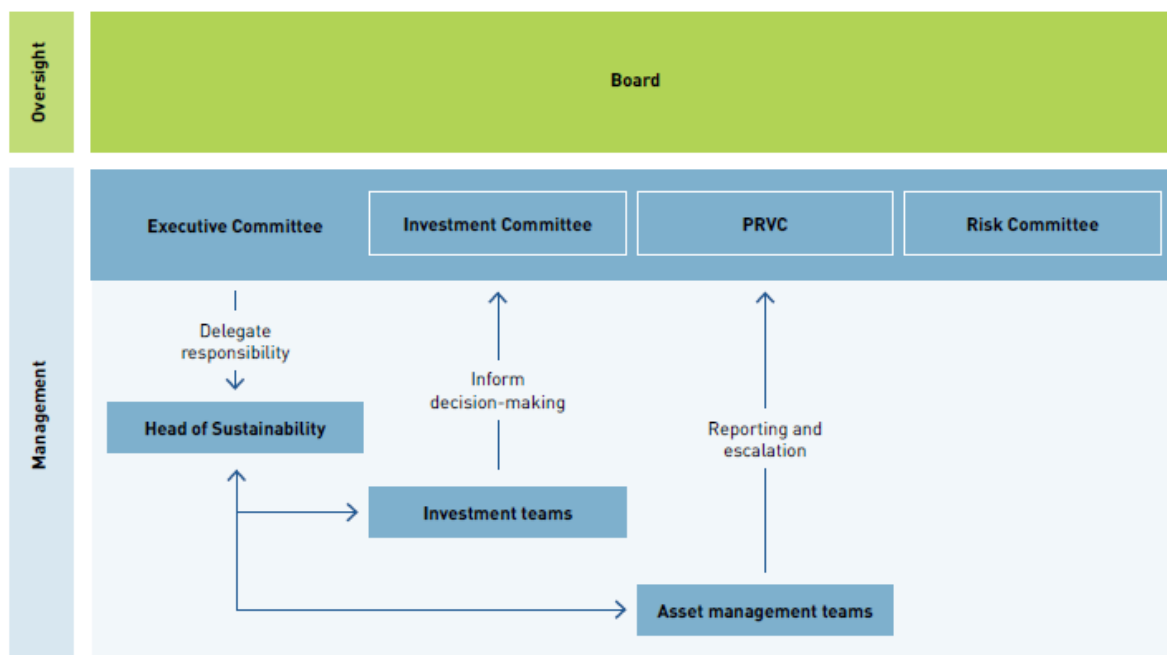 Oversight
Board
Management
Executive Committee
Investment Committee
PRVC
Risk Committee
Delegate
responsibility
Inform
decision-making
Reporting and
escalation
Head of Sustainability
Investment teams
Asset management teams